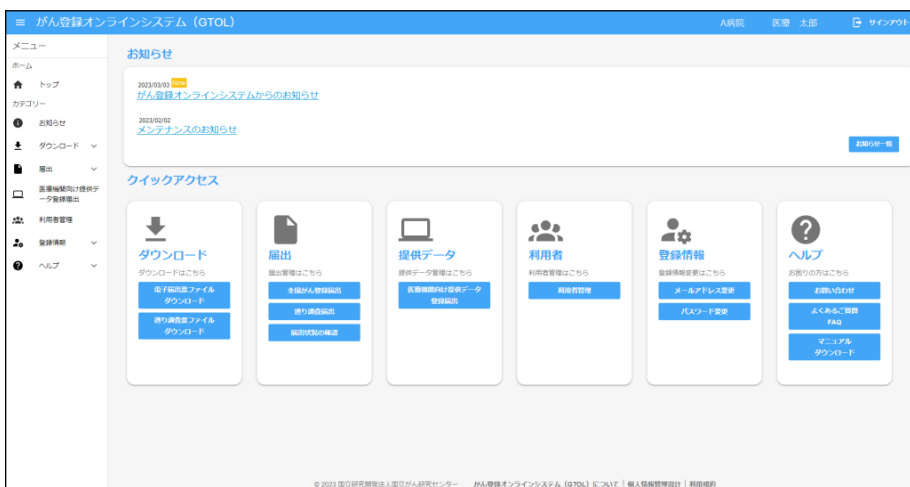 がん登録オンラインシステム（GTOL）
A病院
医療 太郎
サインアウト
メニュー
ホーム
トップ
カテゴリー
お知らせ
ダウンロード
届出
医療機関向け提供デ
ータ登録届出
利用者管理
登録情報
ヘルプ
お知らせ
2023/03/03 New
がん登録オンラインシステムからのお知らせ
2023/02/02
メンテナンスのお知らせ
お知らせ一覧
クイックアクセス
ダウンロード
ダウンロードはこちら
電子届出票ファイル
ダウンロード
遡り調査票ファイル
ダウンロード
届出
届出管理はこちら
全国がん登録届出
遡り調査届出
届出状況の確認
提供データ
提供データ管理はこちら
医療機関向け提供データ
登録届出
利用者
利用者管理はこちら
利用者管理
登録情報
登録情報変更はこちら
メールアドレス変更
パスワード変更
ヘルプ
お困りの方はこちら
お問い合わせ
よくあるご質問
FAQ
マニュアル
ダウンロード
© 2023 国立研究開発法人国立がん研究センター がん登録オンラインシステム（GTOL）について | 個人情報管理設計 | 利用規約